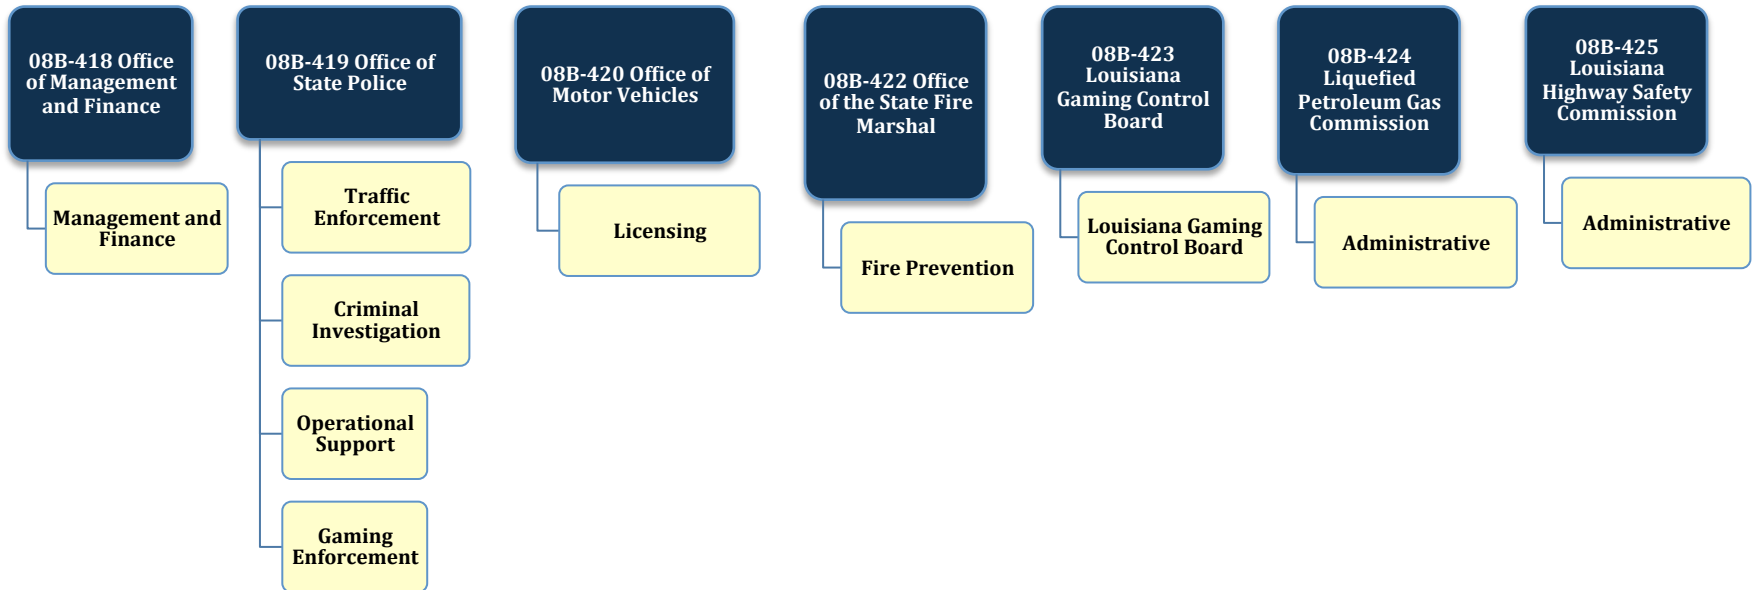 08B-418 Office
of Management
and Finance
Management and
Finance
08B-419 Office of
State Police
Traffic
Enforcement
Criminal
Investigation
Operational
Support
Gaming
Enforcement
08B-420 Office of
Motor Vehicles
Licensing
08B-422 Office
of the State Fire
Marshal
Fire Prevention
08B-423
Louisiana
Gaming Control
Board
Louisiana Gaming
Control Board
08B-424
Liquefied
Petroleum Gas
Commission
Administrative
08B-425
Louisiana
Highway Safety
Commission
Administrative